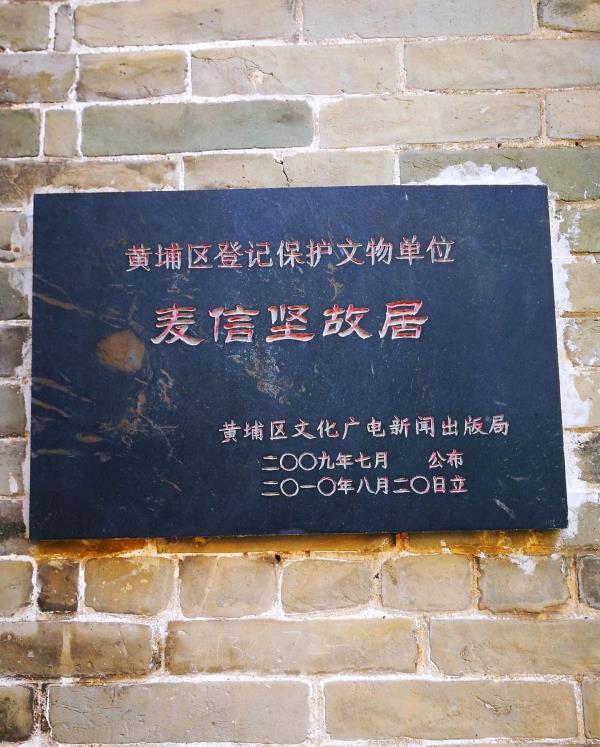 黄埔区登记保护文物单位
麦信坚故居
黄埔区文化广电新闻出版局
二〇〇九年七月 公布
二〇一〇年八月二〇日立